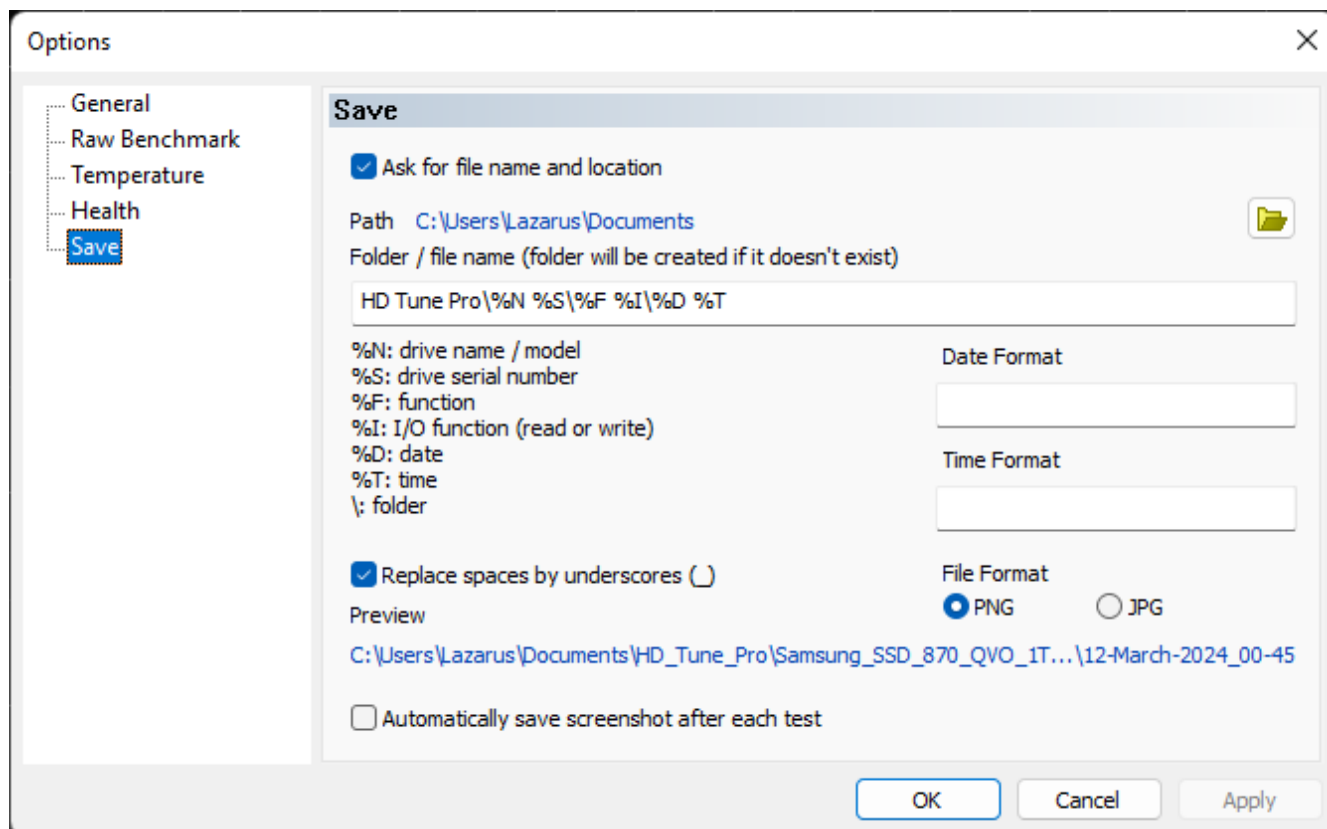 Options
General
Raw Benchmark
Temperature
Health
Save
Save
Ask for file name and location
Path C:\Users\Lazarus\Documents
Folder / file name (folder will be created if it doesn't exist)
HD Tune Pro\%N %S\%F %I\%D %T
%N: drive name / model
%S: drive serial number
%F: function
%I: I/O function (read or write)
%D: date
%T: time
\: folder
Date Format
Time Format
Replace spaces by underscores (_)
File Format
PNG JPG
Preview
C:\Users\Lazarus\Documents\HD_Tune_Pro\Samsung_SSD_870_QVO_1T...\12-March-2024_00-45
Automatically save screenshot after each test
OK Cancel Apply